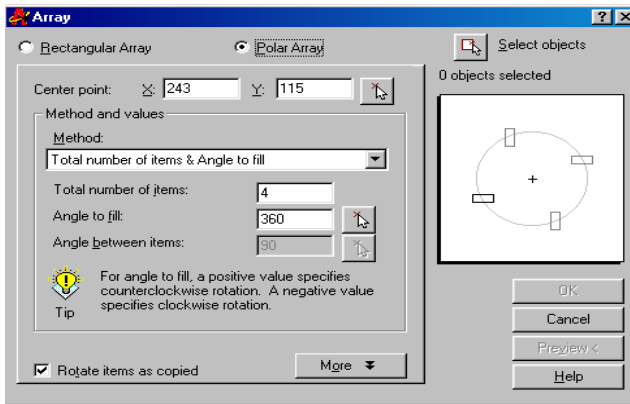 Array
Rectangular Array
Polar Array
Select objects
0 objects selected
Center point: X: 243 Y: 115
Method and values
Method:
Total number of items & Angle to fill
Total number of items: 4
Angle to fill: 360
Angle between items: 90
For angle to fill, a positive value specifies
counterclockwise rotation. A negative value
specifies clockwise rotation.
Tip
Rotate items as copied
More
OK
Cancel
Preview <
Help